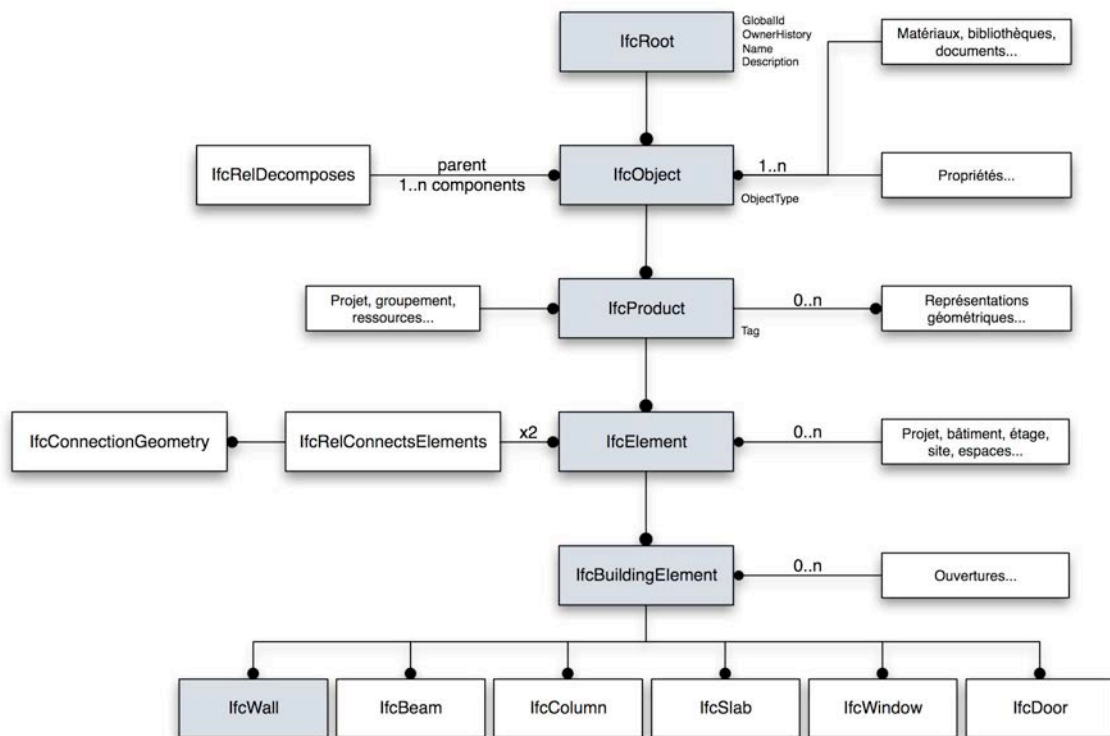 IfcRoot
GlobalId
OwnerHistory
Name
Description
Matériaux, bibliothèques,
documents...
IfcRelDecomposes
parent
1..n components
IfcObject
1..n
ObjectType
Propriétés...
Projet, groupement,
ressources...
IfcProduct
0..n
Tag
Représentations
géométriques...
IfcConnectionGeometry
IfcRelConnectsElements
x2
IfcElement
0..n
Projet, bâtiment, étage,
site, espaces...
IfcBuildingElement
0..n
Ouvertures...
IfcWall
IfcBeam
IfcColumn
IfcSlab
IfcWindow
IfcDoor